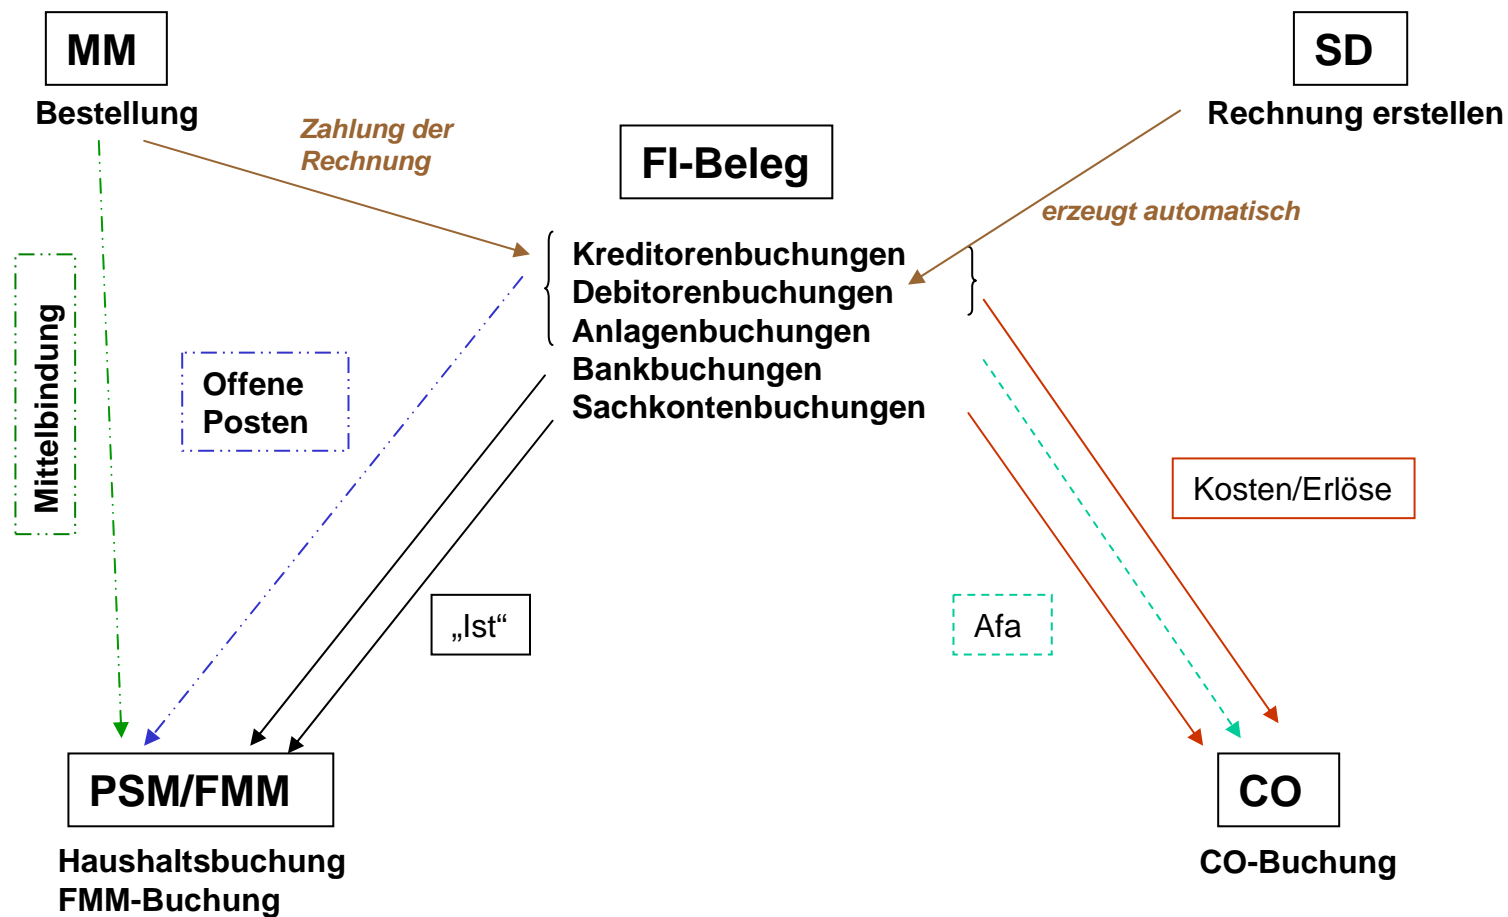 MM
SD
Bestellung
Rechnung erstellen
Zahlung der
Rechnung
FI-Beleg
erzeugt automatisch
Kreditorenbuchungen
Debitorenbuchungen
Anlagenbuchungen
Bankbuchungen
Sachkontenbuchungen
Mittelbindung
Offene
Posten
Kosten/Erlöse
„Ist“
Afa
PSM/FMM
CO
Haushaltsbuchung
FMM-Buchung
CO-Buchung